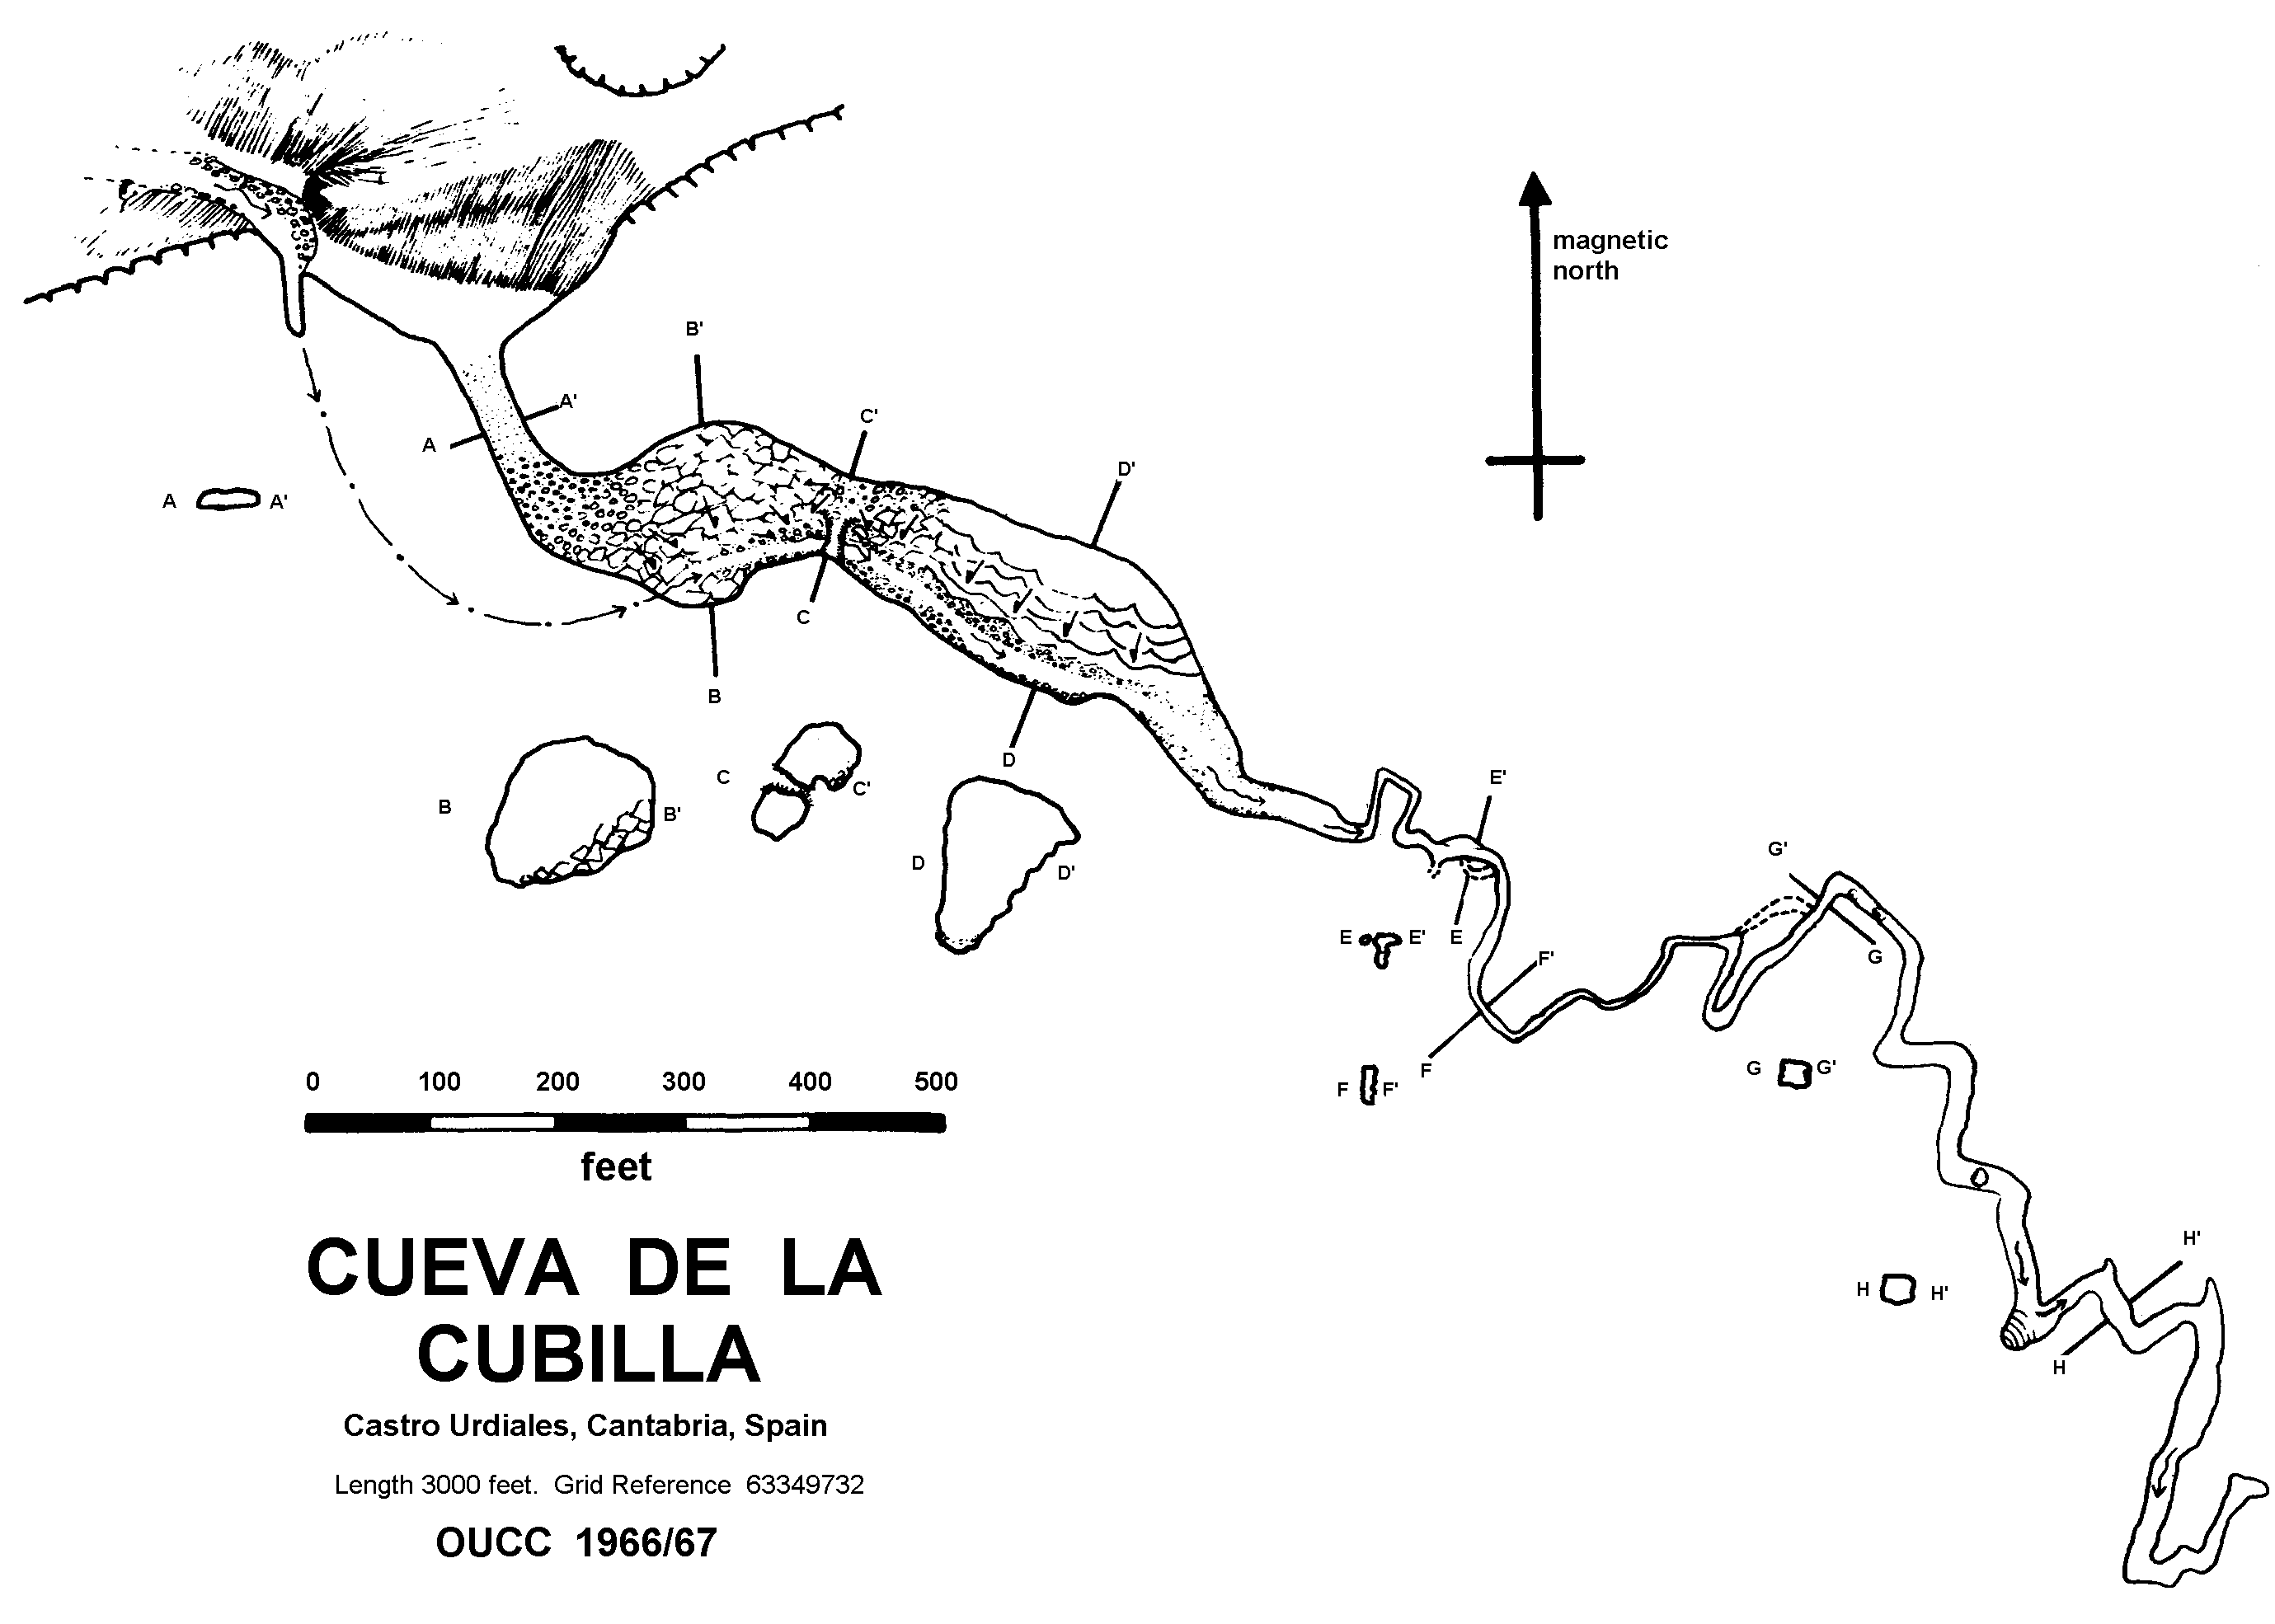 magnetic
north
B'
A'
C'
A
D'
A A'
C
B
D
C
C'
E'
B
B'
G'
D
D'
E E'
E
F'
G
G G'
F
F F'
0 100 200 300 400 500
feet
H'
H H'
H
CUEVA DE LA
CUBILLA
Castro Urdiales, Cantabria, Spain
Length 3000 feet. Grid Reference 63349732
OUCC 1966/67